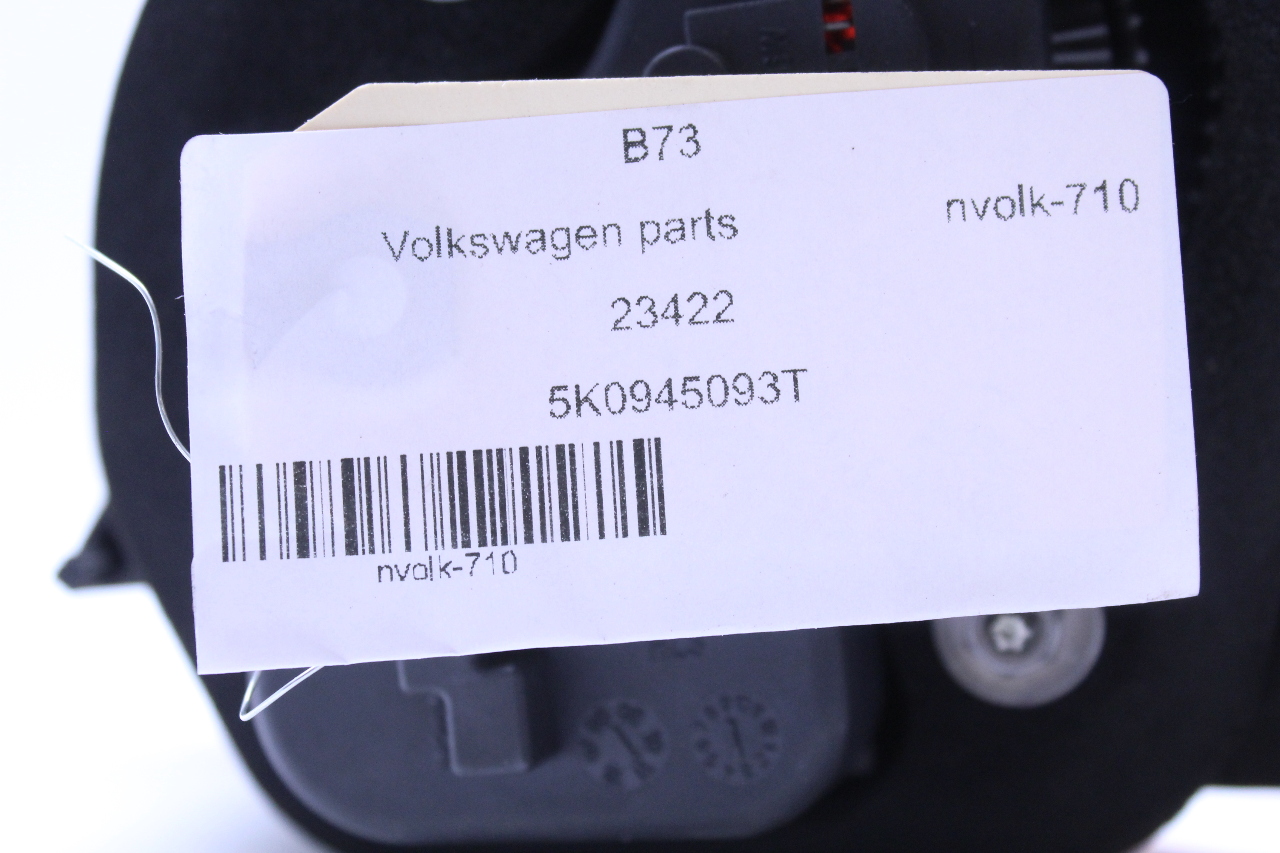 B73
nvolk-710
Volkswagen parts
23422
5K0945093T
nvolk-710